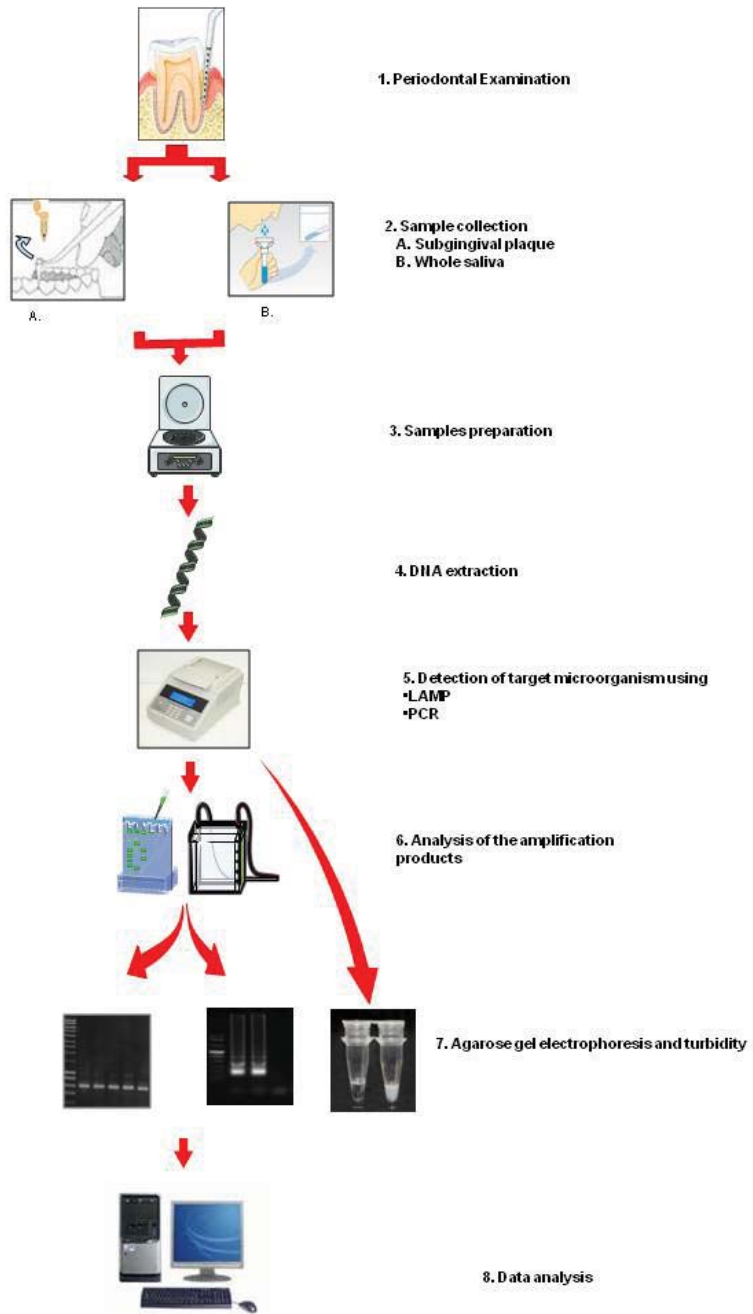 1. Periodontal Examination
2. Sample collection
A. Subgingival plaque
B. Whole saliva
A.
B.
3. Samples preparation
4. DNA extraction
5. Detection of target microorganism using
▪LAMP
▪PCR
6. Analysis of the amplification
products
7. Agarose gel electrophoresis and turbidity
8. Data analysis